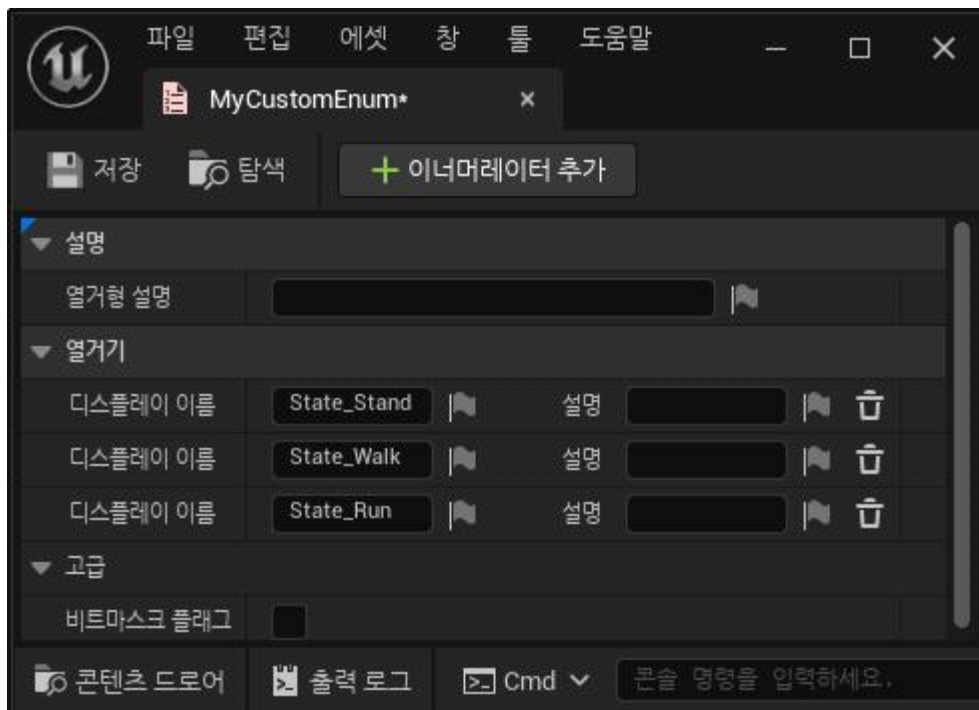 파일 편집 에셋 창 툴 도움말
MyCustomEnum*
저장 탐색 이너머레이터 추가
설명
열거형 설명
열거기
디스플레이 이름 State_Stand 설명
디스플레이 이름 State_Walk 설명
디스플레이 이름 State_Run 설명
고급
비트마스크 플래그
콘텐츠 드로어 출력 로그 Cmd 콘솔 명령을 입력하세요.